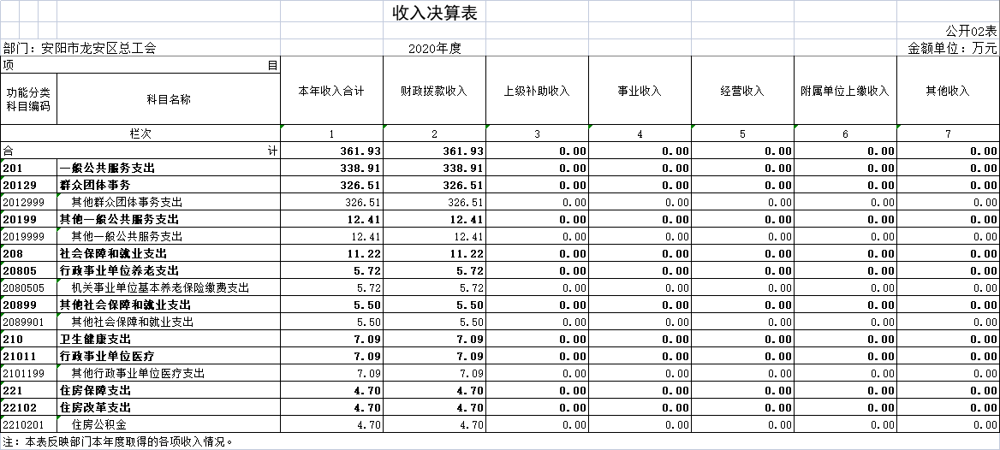 收入决算表
公开02表
部门：安阳市龙安区总工会 2020年度 金额单位：万元
项 目 本年收入合计 财政拨款收入 上级补助收入 事业收入 经营收入 附属单位上缴收入 其他收入
功能分类科目编码 科目名称
栏次 1 2 3 4 5 6 7
合 计 361.93 361.93 0.00 0.00 0.00 0.00 0.00
201 一般公共服务支出 338.91 338.91 0.00 0.00 0.00 0.00 0.00
20129 群众团体事务 326.51 326.51 0.00 0.00 0.00 0.00 0.00
2012999 其他群众团体事务支出 326.51 326.51 0.00 0.00 0.00 0.00 0.00
20199 其他一般公共服务支出 12.41 12.41 0.00 0.00 0.00 0.00 0.00
2019999 其他一般公共服务支出 12.41 12.41 0.00 0.00 0.00 0.00 0.00
208 社会保障和就业支出 11.22 11.22 0.00 0.00 0.00 0.00 0.00
20805 行政事业单位养老支出 5.72 5.72 0.00 0.00 0.00 0.00 0.00
2080505 机关事业单位基本养老保险缴费支出 5.72 5.72 0.00 0.00 0.00 0.00 0.00
20899 其他社会保障和就业支出 5.50 5.50 0.00 0.00 0.00 0.00 0.00
2089901 其他社会保障和就业支出 5.50 5.50 0.00 0.00 0.00 0.00 0.00
210 卫生健康支出 7.09 7.09 0.00 0.00 0.00 0.00 0.00
21011 行政事业单位医疗 7.09 7.09 0.00 0.00 0.00 0.00 0.00
2101199 其他行政事业单位医疗支出 7.09 7.09 0.00 0.00 0.00 0.00 0.00
221 住房保障支出 4.70 4.70 0.00 0.00 0.00 0.00 0.00
22102 住房改革支出 4.70 4.70 0.00 0.00 0.00 0.00 0.00
2210201 住房公积金 4.70 4.70 0.00 0.00 0.00 0.00 0.00
注：本表反映部门本年度取得的各项收入情况。